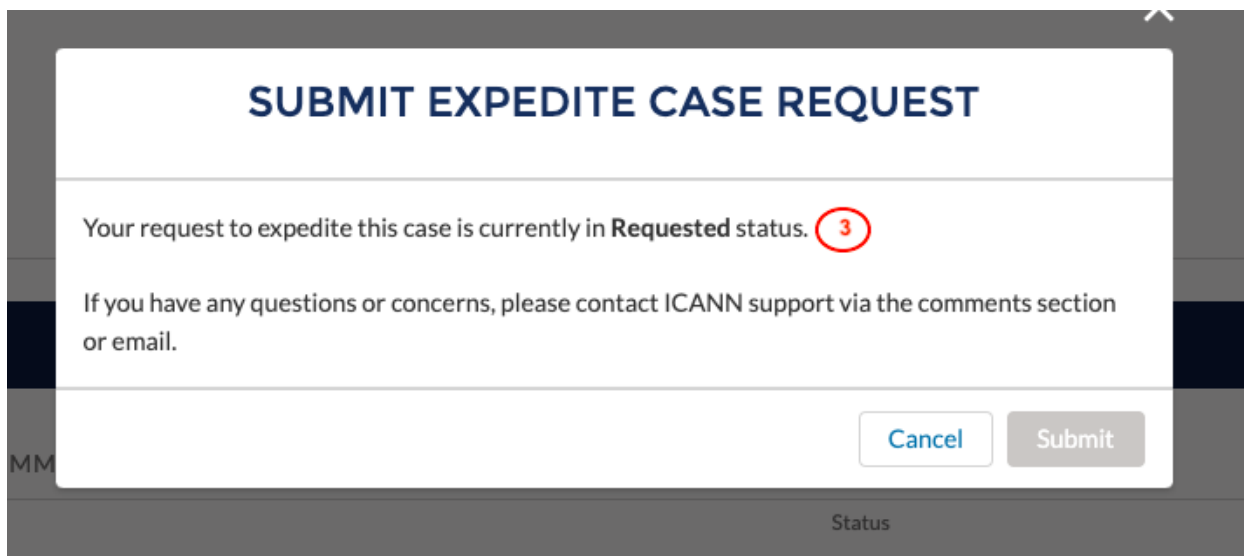 SUBMIT EXPEDITE CASE REQUEST
Your request to expedite this case is currently in Requested status. 3
If you have any questions or concerns, please contact ICANN support via the comments section
or email.
Cancel Submit
MM
Status